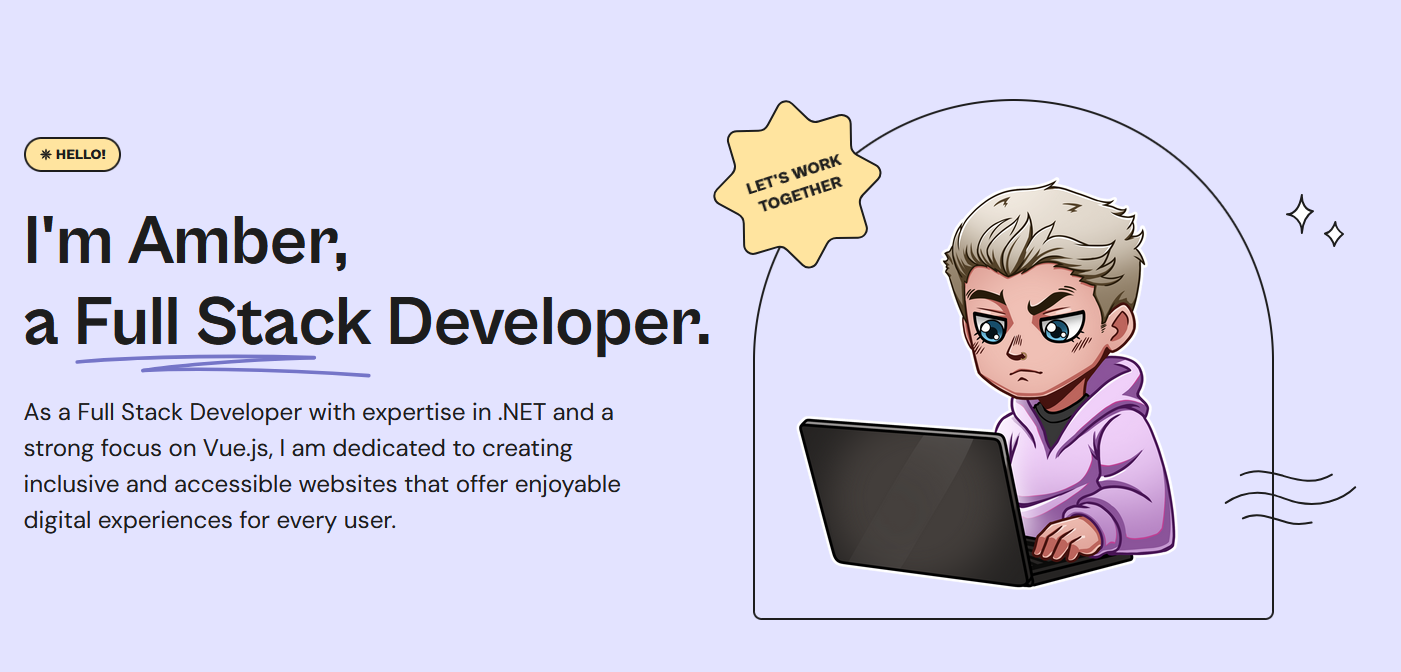 HELLO!
I'm Amber,
a Full Stack Developer.
As a Full Stack Developer with expertise in .NET and a
strong focus on Vue.js, I am dedicated to creating
inclusive and accessible websites that offer enjoyable
digital experiences for every user.
LET'S WORK
TOGETHER